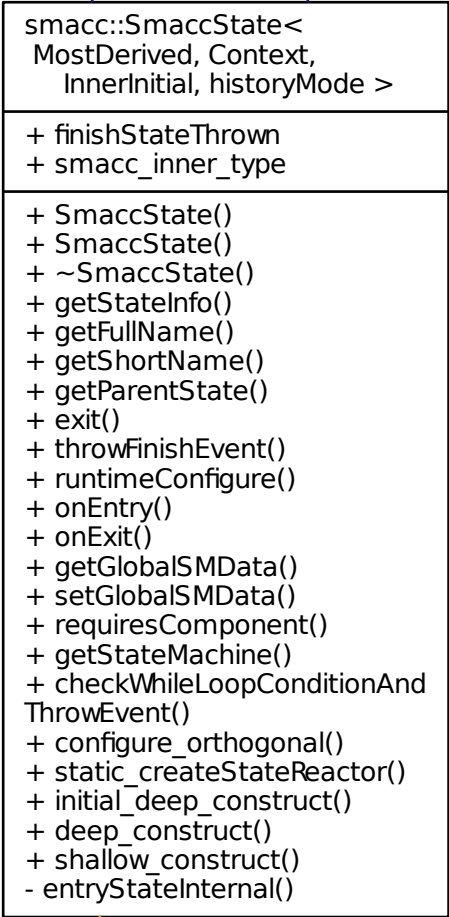 smacc::SmaccState<
MostDerived, Context,
InnerInitial, historyMode >
+ finishStateThrown
+ smacc_inner_type
+ SmaccState()
+ SmaccState()
+ ~SmaccState()
+ getStateInfo()
+ getFullName()
+ getShortName()
+ getParentState()
+ exit()
+ throwFinishEvent()
+ runtimeConfigure()
+ onEntry()
+ onExit()
+ getGlobalSMData()
+ setGlobalSMData()
+ requiresComponent()
+ getStateMachine()
+ checkWhileLoopConditionAnd
ThrowEvent()
+ configure_orthogonal()
+ static_createStateReactor()
+ initial_deep_construct()
+ deep_construct()
+ shallow_construct()
- entryStateInternal()